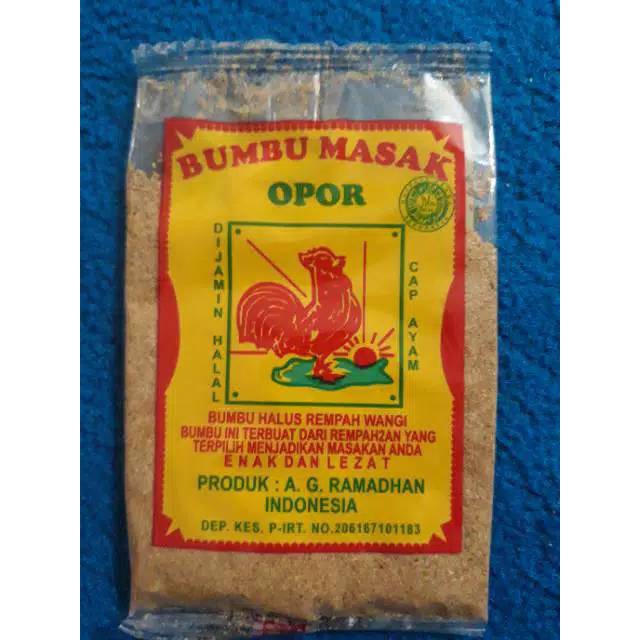 BUMBU MASAK
OPOR
DIJAMIN HALAL
CAP AYAM
BUMBU HALUS REMPAH WANGI
BUMBU INI TERBUAT DARI REMPAH2AN YANG
TERPILIH MENJADIKAN MASAKAN ANDA
ENAK DAN LEZAT
PRODUK : A. G. RAMADHAN
INDONESIA
DEP. KES. P-IRT. NO.206167101183